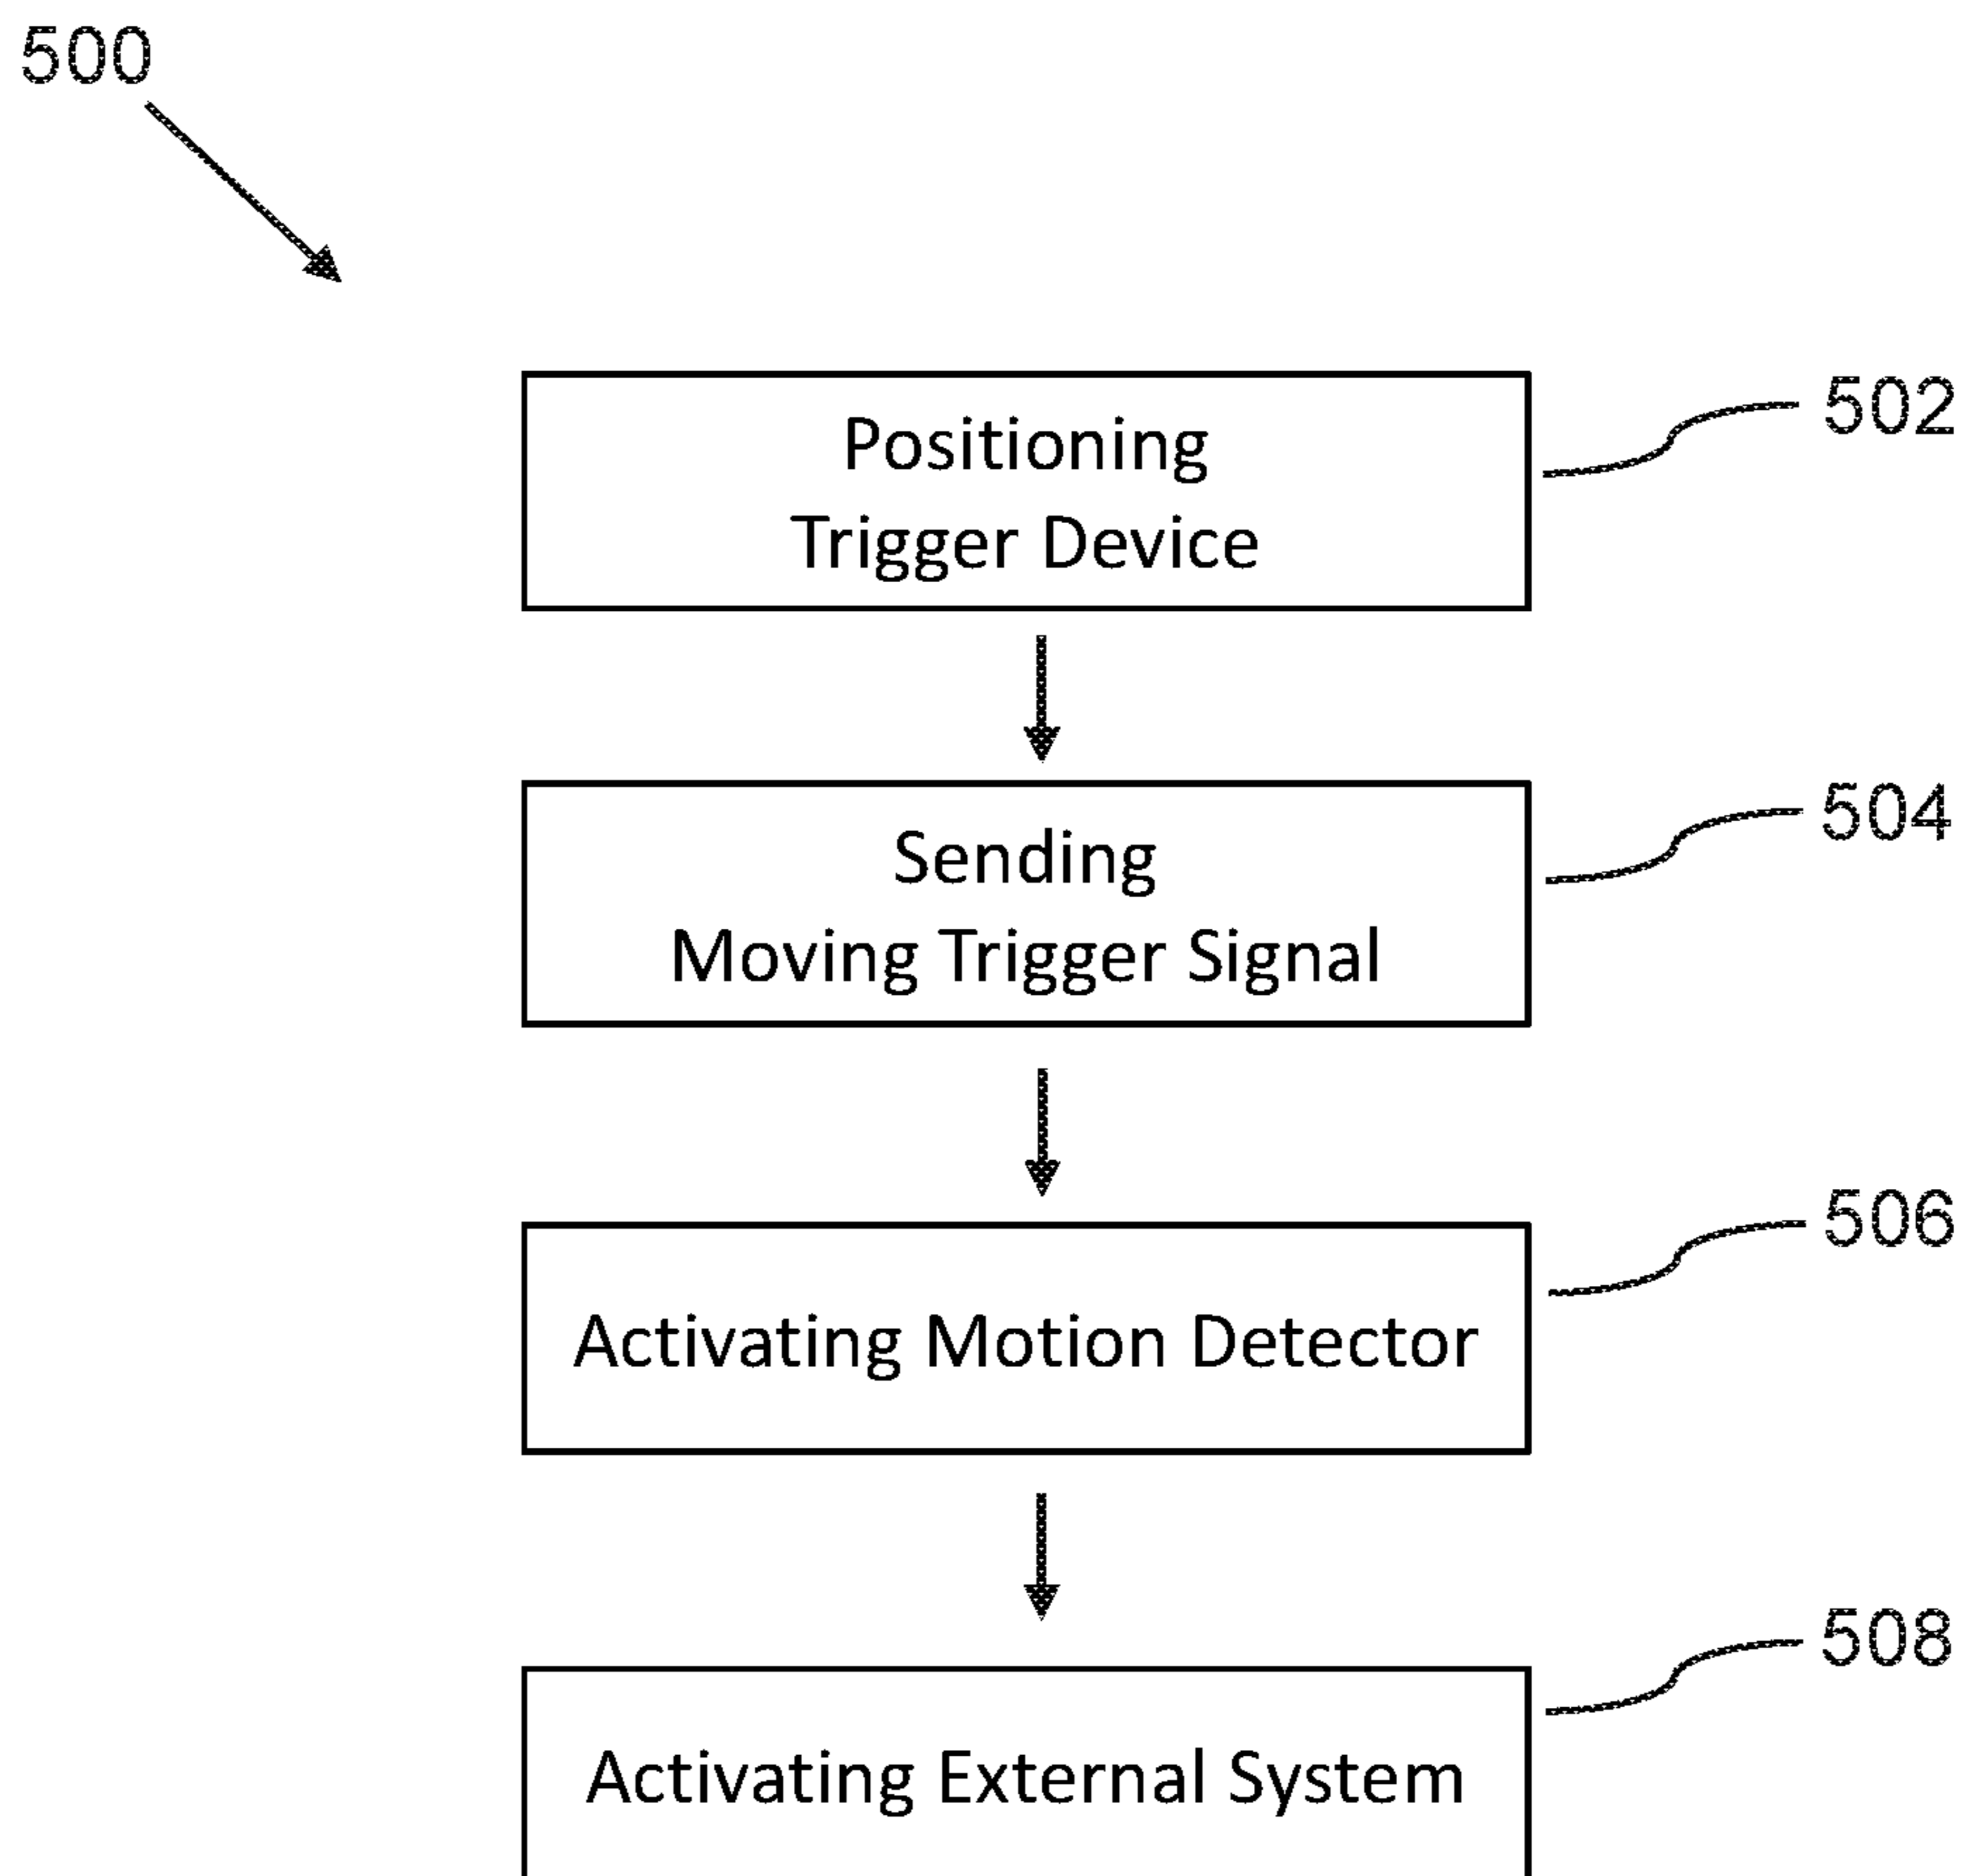 500
Positioning
Trigger Device
502
Sending
Moving Trigger Signal
504
Activating Motion Detector
506
Activating External System
508